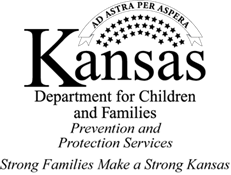 AD ASTRA PER ASPERA
Kansas
Department for Children
and Families
Prevention and
Protection Services
Strong Families Make a Strong Kansas